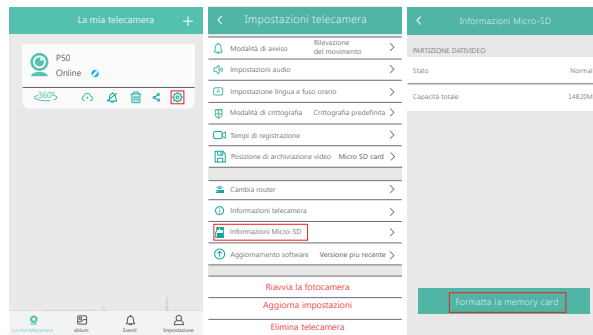 La mia telecamera
P50
Online
360°
La mia telecamera
ablum
Eventi
Impostazione
Impostazioni telecamera
Modalità di avviso
Rilevazione
del movimento
Impostazioni audio
Impostazione lingua e fuso orario
Modalità di crittografia Crittografia predefinita
Tempi di registrazione
Posizione di archiviazione video Micro SD card
Cambia router
Informazioni telecamera
Informazioni Micro-SD
Aggiornamento software Versione piu recente
Riavvia la fotocamera
Aggiorna impostazioni
Elimina telecamera
Informazioni Micro-SD
PARTIZIONE DATIVIDEO
Stato Normal
Capacità totale 14820M
Formatta la memory card